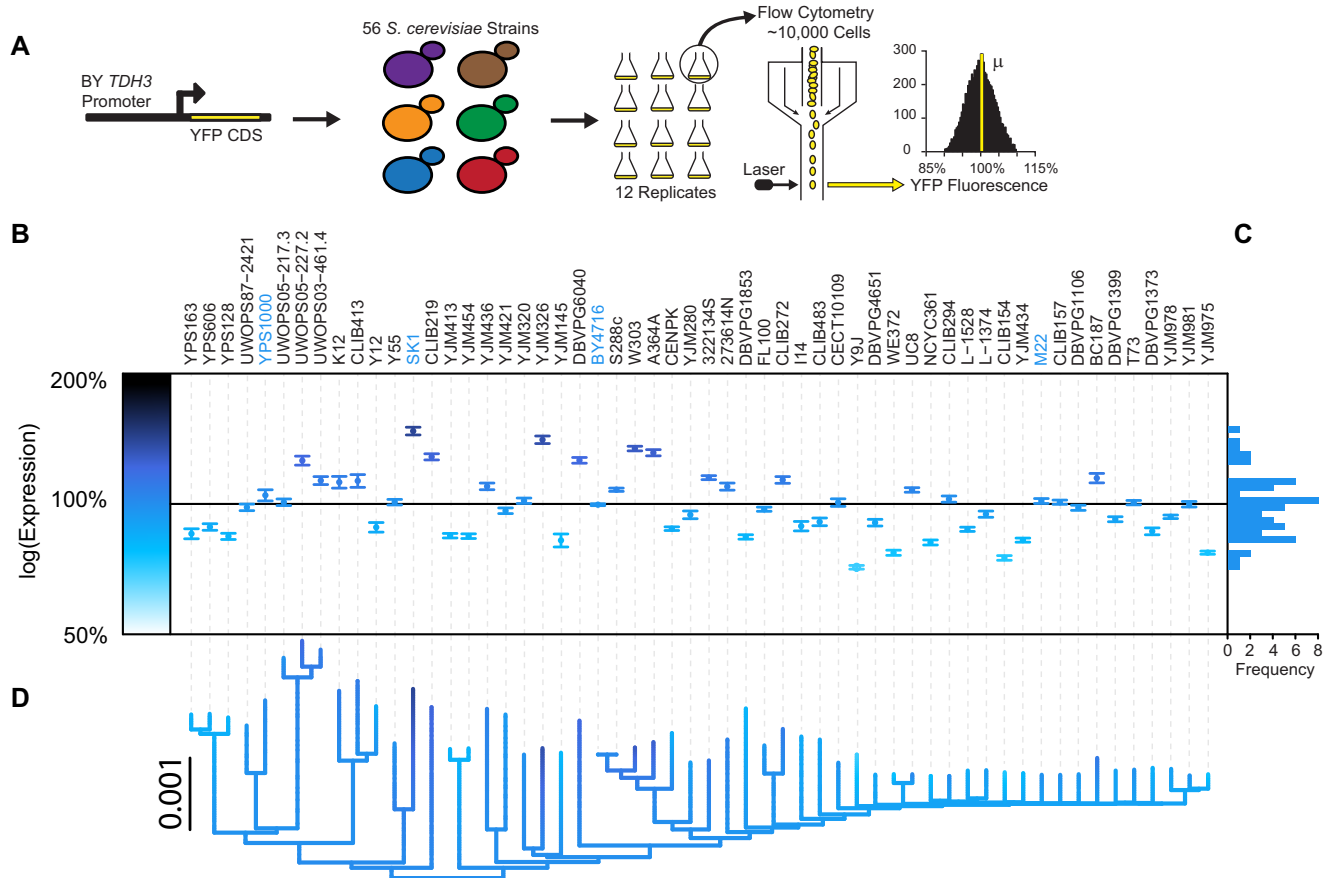 A
BY TDH3
Promoter
YFP CDS
56 S. cerevisiae Strains
12 Replicates
Flow Cytometry
~10,000 Cells
Laser
YFP Fluorescence
300
200
100
0
μ
85%
100%
115%
B
C
YPS163
YPS606
YPS128
UWOPS87−2421
YPS1000
UWOPS05−217.3
UWOPS05−227.2
UWOPS03−461.4
K12
CLIB413
Y12
Y55
SK1
CLIB219
YJM413
YJM454
YJM436
YJM421
YJM320
YJM326
YJM145
DBVPG6040
BY4716
S288c
W303
A364A
CENPK
YJM280
322134S
273614N
DBVPG1853
FL100
CLIB272
I14
CLIB483
CECT10109
Y9J
DBVPG4651
WE372
UC8
NCYC361
CLIB294
L−1528
L−1374
CLIB154
YJM434
M22
CLIB157
DBVPG1106
BC187
DBVPG1399
T73
DBVPG1373
YJM978
YJM981
YJM975
log(Expression)
200%
100%
50%
0 2 4 6 8
Frequency
D
0.001